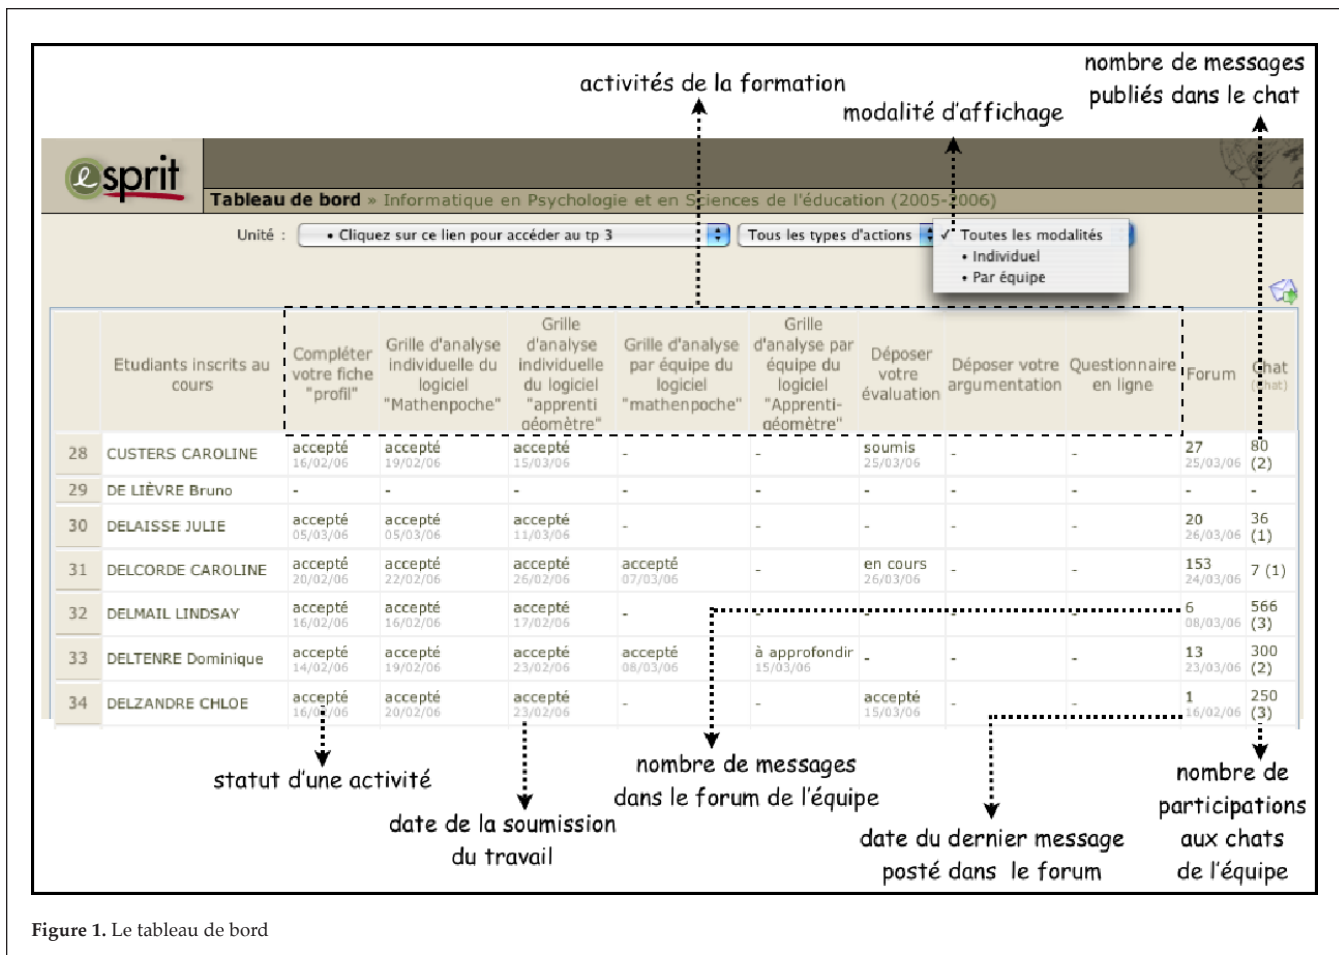 nombre de messages
publiés dans le chat
activités de la formation
modalité d'affichage
esprit
Tableau de bord » Informatique en Psychologie et en Sciences de l'éducation (2005-2006)
Unité : • Cliquez sur ce lien pour accéder au tp 3 Tous les types d'actions ✓ Toutes les modalités
• Individuel
• Par équipe
Etudiants inscrits au
cours
Compléter
votre fiche
"profil"
Grille d'analyse
individuelle du
logiciel
"Mathenpoche"
Grille
d'analyse
individuelle
du logiciel
"apprenti
géomètre"
Grille d'analyse
par équipe du
logiciel
"mathenpoche"
Grille
d'analyse par
équipe du
logiciel
"Apprenti-
géomètre"
Déposer
votre
évaluation
Déposer votre
argumentation
Questionnaire
en ligne
Forum
Chat
(Chat)
28 CUSTERS CAROLINE accepté accepté accepté - - soumis - - 27 80
16/02/06 19/02/06 15/03/06 25/03/06 25/03/06 (2)
29 DE LIÈVRE Bruno - - - - - - - - - -
30 DELAISSE JULIE accepté accepté accepté - - - - - 20 36
05/03/06 05/03/06 11/03/06 26/03/06 (1)
31 DELCORDE CAROLINE accepté accepté accepté accepté - en cours - - 153 7 (1)
20/02/06 22/02/06 26/02/06 07/03/06 26/03/06 24/03/06
32 DELMAIL LINDSAY accepté accepté accepté - - - - - 6 566
16/02/06 16/02/06 17/02/06 08/03/06 (3)
33 DELTENRE Dominique accepté accepté accepté accepté à approfondir - - - 13 300
14/02/06 19/02/06 23/02/06 08/03/06 15/03/06 23/03/06 (2)
34 DELZANDRE CHLOE accepté accepté accepté - - accepté - - 1 250
16/02/06 20/02/06 23/02/06 15/03/06 16/02/06 (3)
statut d'une activité
date de la soumission
du travail
nombre de messages
dans le forum de l'équipe
date du dernier message
posté dans le forum
nombre de
participations
aux chats
de l'équipe
Figure 1. Le tableau de bord